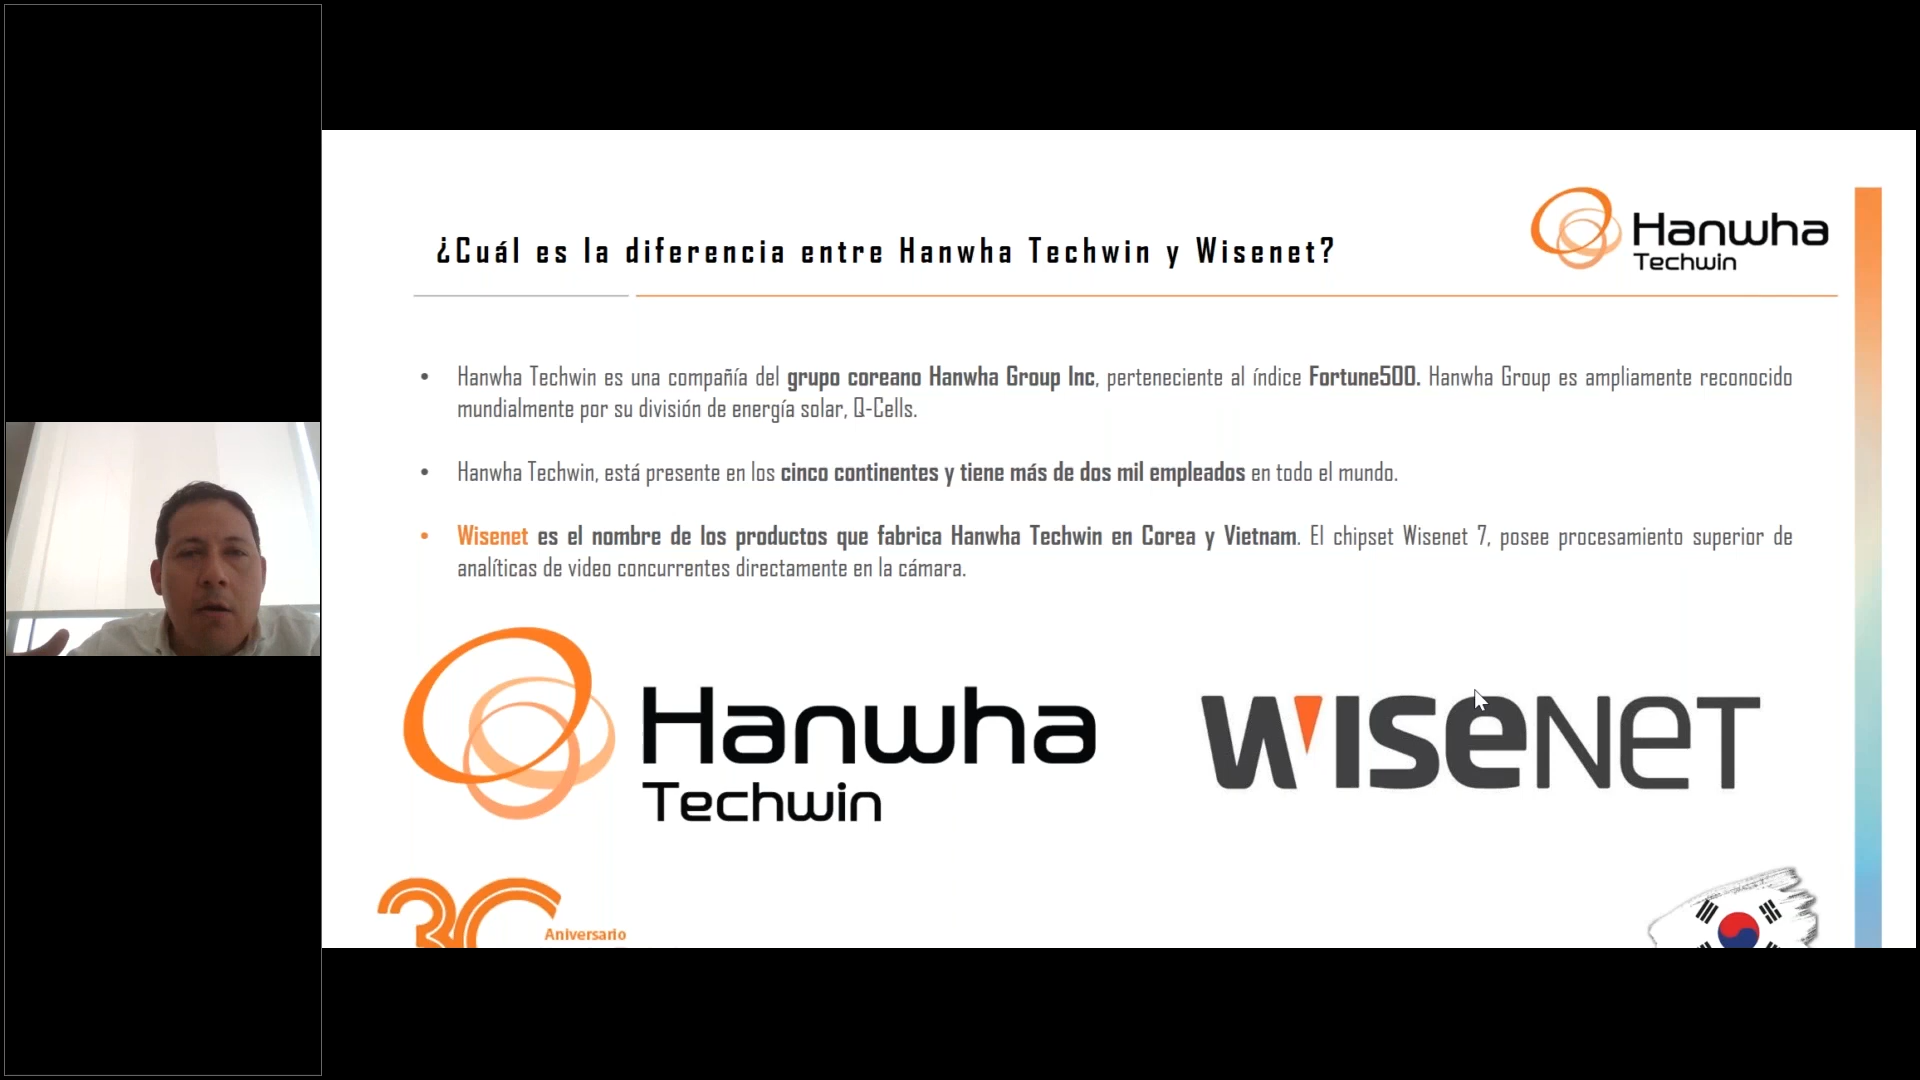 ¿Cuál es la diferencia entre Hanwha Techwin y Wisenet?
Hanwha
Techwin
• Hanwha Techwin es una compañía del grupo coreano Hanwha Group Inc, perteneciente al índice Fortune500. Hanwha Group es ampliamente reconocido
mundialmente por su división de energía solar, Q-Cells.
• Hanwha Techwin, está presente en los cinco continentes y tiene más de dos mil empleados en todo el mundo.
• Wisenet es el nombre de los productos que fabrica Hanwha Techwin en Corea y Vietnam. El chipset Wisenet 7, posee procesamiento superior de
analíticas de video concurrentes directamente en la cámara.
Hanwha
Techwin
WISENET
30
Aniversario